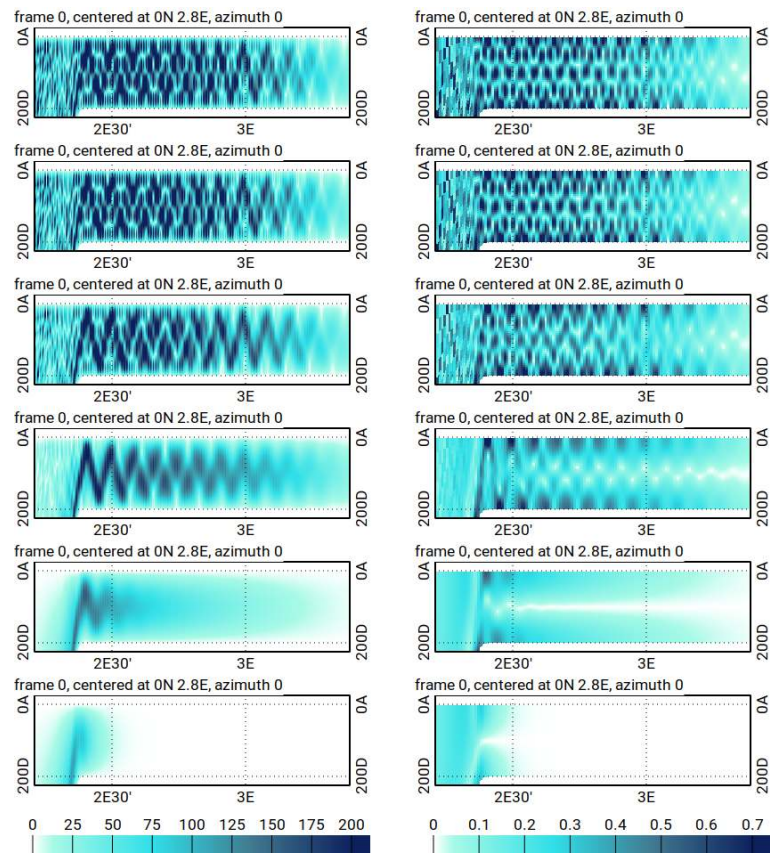 frame 0, centered at 0N 2.8E, azimuth 0 frame 0, centered at 0N 2.8E, azimuth 0
0A 0A 0A 0A
200D 200D 200D 200D
2E30' 3E 2E30' 3E
frame 0, centered at 0N 2.8E, azimuth 0 frame 0, centered at 0N 2.8E, azimuth 0
0A 0A 0A 0A
200D 200D 200D 200D
2E30' 3E 2E30' 3E
frame 0, centered at 0N 2.8E, azimuth 0 frame 0, centered at 0N 2.8E, azimuth 0
0A 0A 0A 0A
200D 200D 200D 200D
2E30' 3E 2E30' 3E
frame 0, centered at 0N 2.8E, azimuth 0 frame 0, centered at 0N 2.8E, azimuth 0
0A 0A 0A 0A
200D 200D 200D 200D
2E30' 3E 2E30' 3E
frame 0, centered at 0N 2.8E, azimuth 0 frame 0, centered at 0N 2.8E, azimuth 0
0A 0A 0A 0A
200D 200D 200D 200D
2E30' 3E 2E30' 3E
frame 0, centered at 0N 2.8E, azimuth 0 frame 0, centered at 0N 2.8E, azimuth 0
0A 0A 0A 0A
200D 200D 200D 200D
2E30' 3E 2E30' 3E
0 25 50 75 100 125 150 175 200 0 0.1 0.2 0.3 0.4 0.5 0.6 0.7